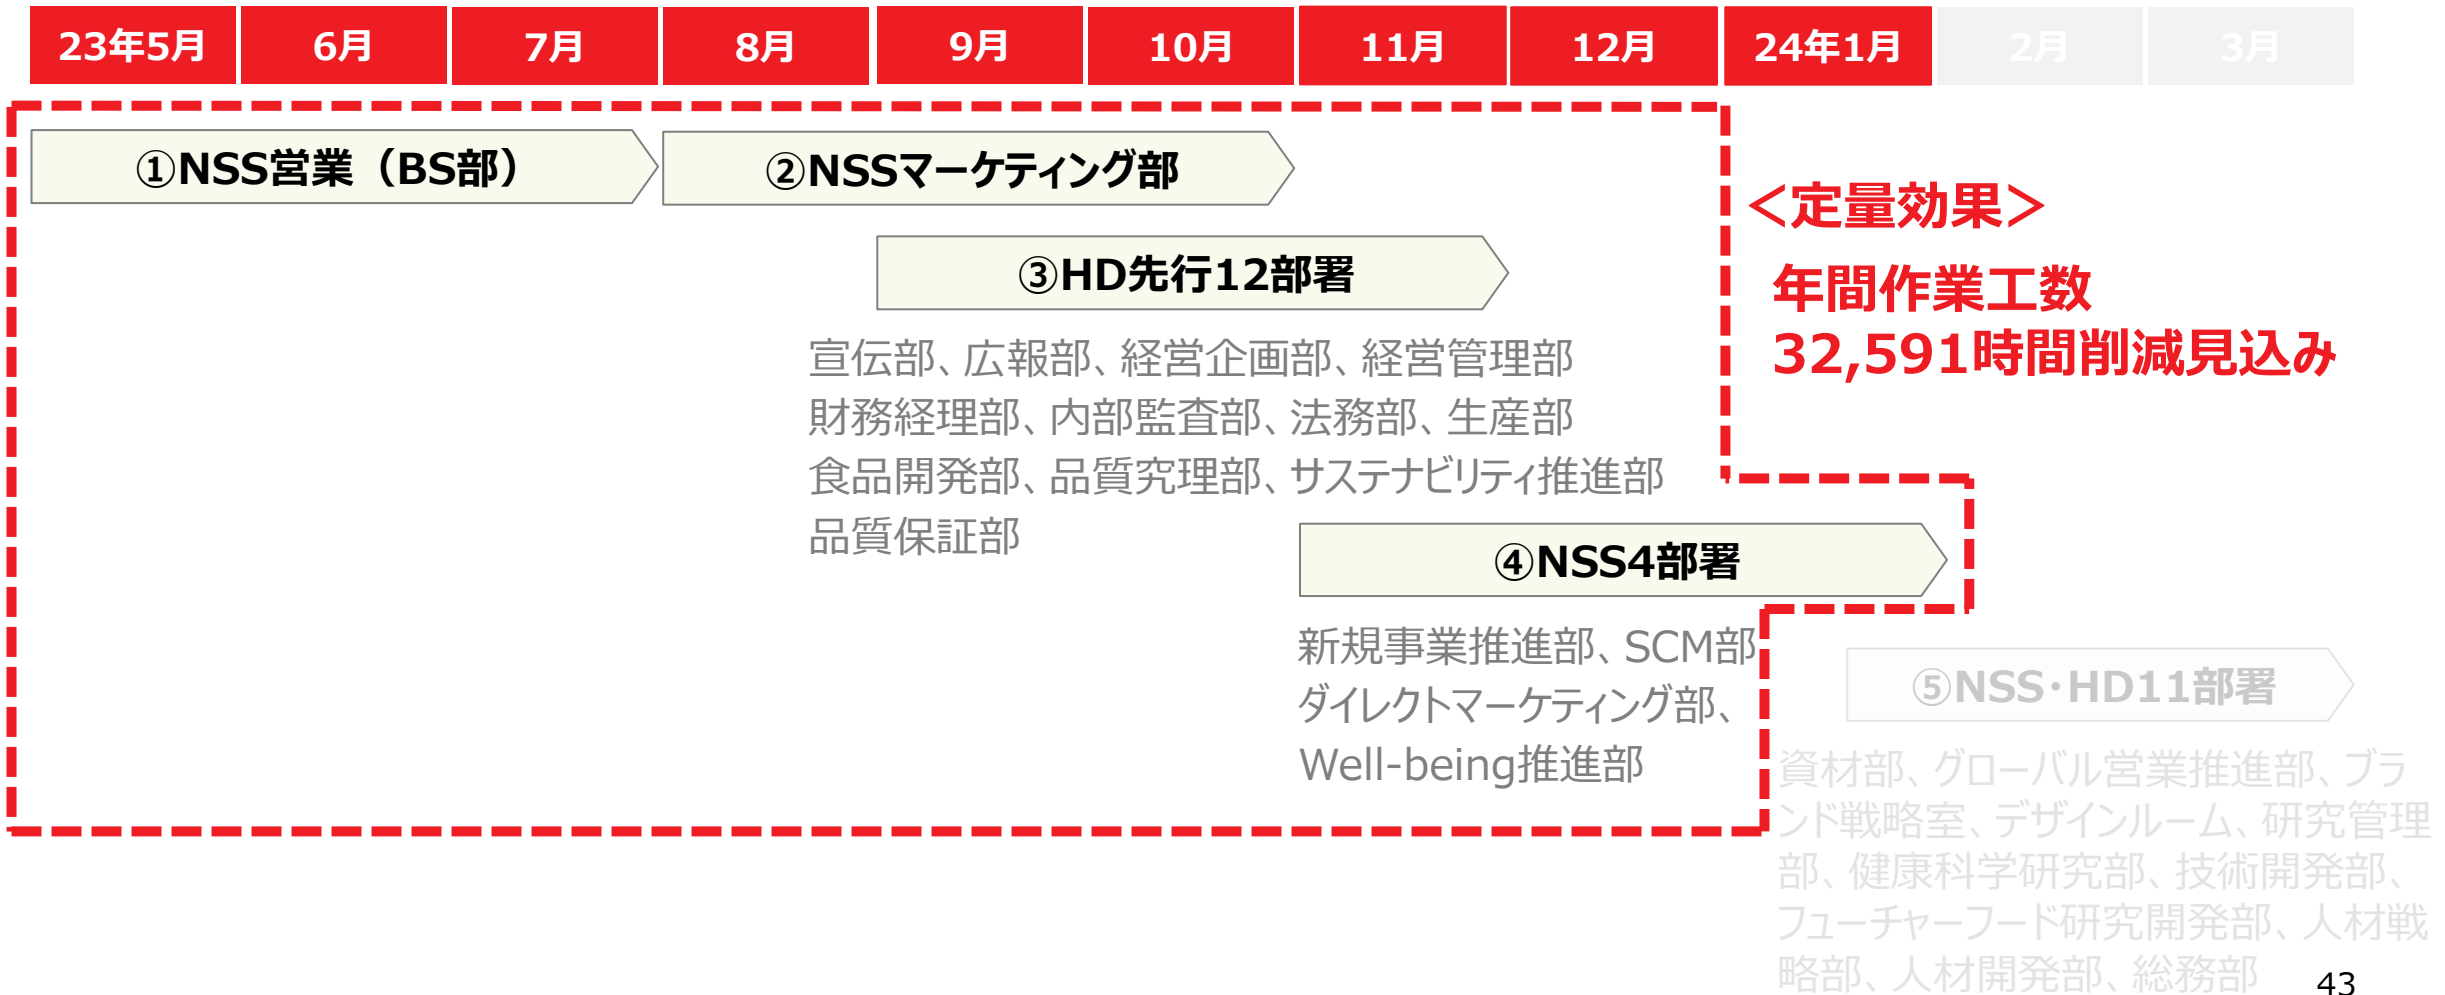 23年5月 6月 7月 8月 9月 10月 11月 12月 24年1月 2月 3月
①NSS営業（BS部）
②NSSマーケティング部
③HD先行12部署
宣伝部、広報部、経営企画部、経営管理部
財務経理部、内部監査部、法務部、生産部
食品開発部、品質究理部、サステナビリティ推進部
品質保証部
④NSS4部署
新規事業推進部、SCM部
ダイレクトマーケティング部、
Well-being推進部
＜定量効果＞
年間作業工数
32,591時間削減見込み
⑤NSS･HD11部署
資材部、グローバル営業推進部、ブラ
ンド戦略室、デザインルーム、研究管理
部、健康科学研究部、技術開発部、
フューチャーフード研究開発部、人材戦
略部、人材開発部、総務部
43